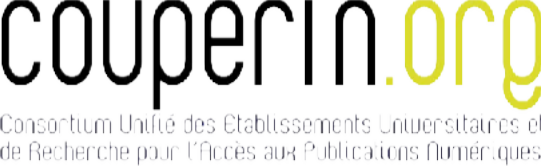 couperin.org
Consortium Unifié des Etablissements Universitaires et
de Recherche pour l'Accès aux Publications Numériques